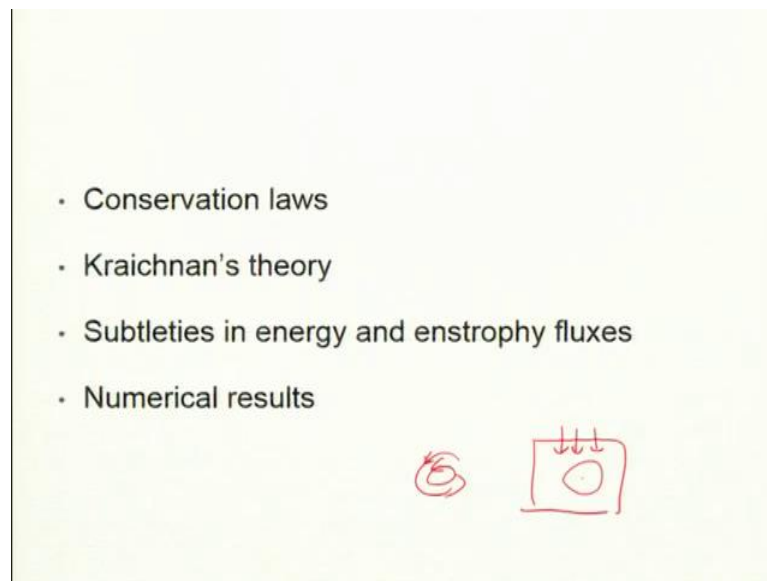 · Conservation laws
· Kraichnan's theory
· Subtleties in energy and enstrophy fluxes
· Numerical results